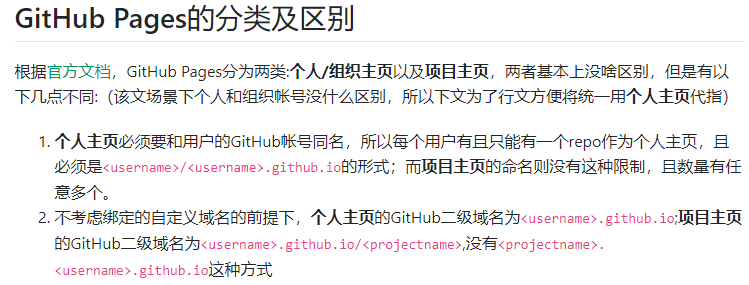 GitHub Pages的分类及区别
根据官方文档，GitHub Pages分为两类:个人/组织主页以及项目主页，两者基本上没啥区别，但是有以
下几点不同:（该文场景下个人和组织帐号没什么区别，所以下文为了行文方便将统一用个人主页代指）
1. 个人主页必须要和用户的GitHub帐号同名，所以每个用户有且只能有一个repo作为个人主页，且
必须是<username>/<username>.github.io的形式；而项目主页的命名则没有这种限制，且数量有任
意多个。
2. 不考虑绑定的自定义域名的前提下，个人主页的GitHub二级域名为<username>.github.io;项目主页
的GitHub二级域名为<username>.github.io/<projectname>,没有<projectname>.
<username>.github.io这种方式